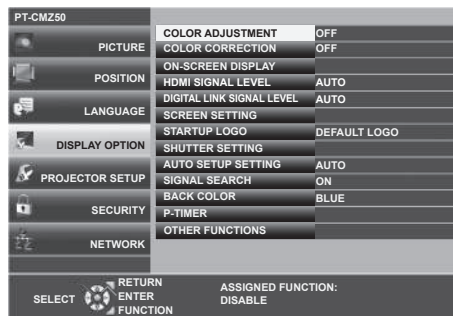 PT-CMZ50
PICTURE
POSITION
LANGUAGE
DISPLAY OPTION
PROJECTOR SETUP
SECURITY
NETWORK
COLOR ADJUSTMENT OFF
COLOR CORRECTION OFF
ON-SCREEN DISPLAY
HDMI SIGNAL LEVEL AUTO
DIGITAL LINK SIGNAL LEVEL AUTO
SCREEN SETTING
STARTUP LOGO DEFAULT LOGO
SHUTTER SETTING
AUTO SETUP SETTING AUTO
SIGNAL SEARCH ON
BACK COLOR BLUE
P-TIMER
OTHER FUNCTIONS
SELECT
RETURN
ENTER
FUNCTION
ASSIGNED FUNCTION:
DISABLE